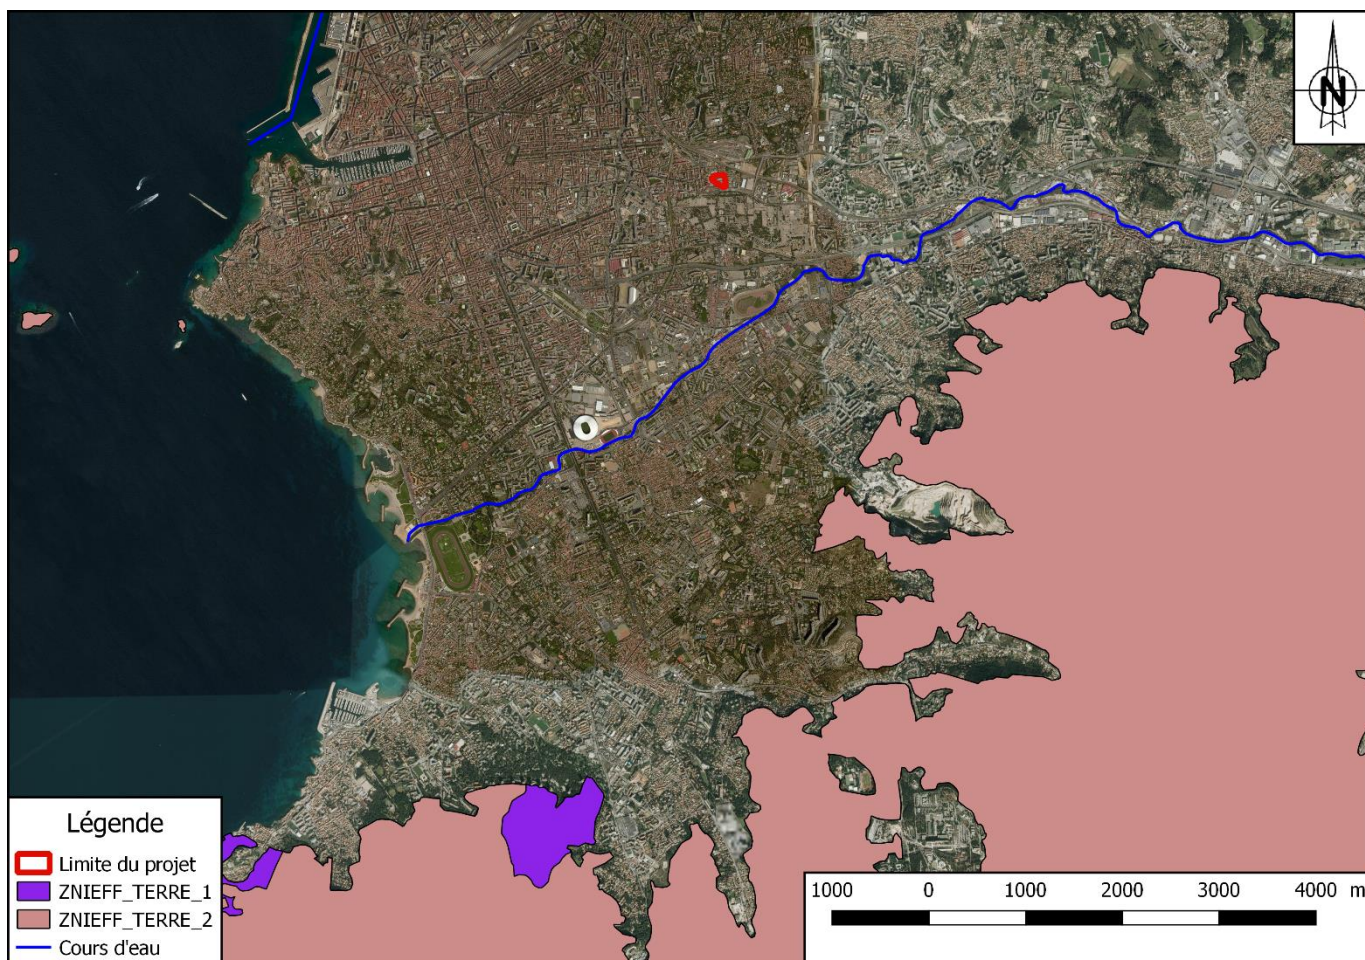 N
Légende
Limite du projet
ZNIEFF_TERRE_1
ZNIEFF_TERRE_2
Cours d'eau
1000 0 1000 2000 3000 4000 m